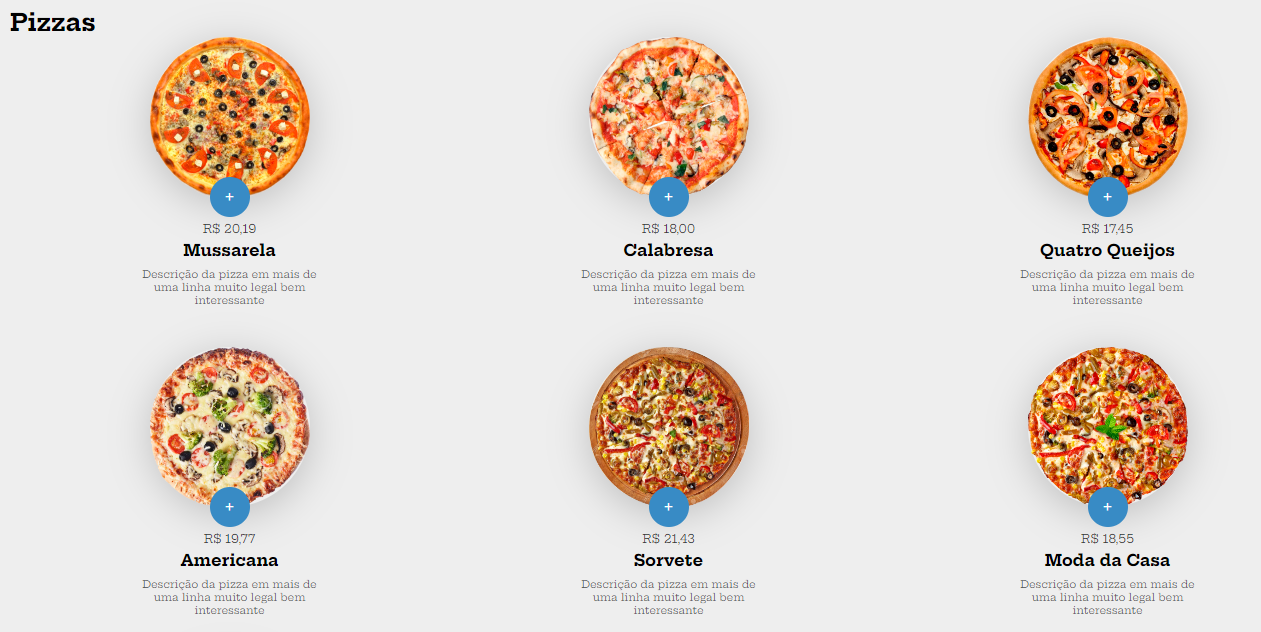 Pizzas
+
R$ 20,19
Mussarela
Descrição da pizza em mais de
uma linha muito legal bem
interessante
+
R$ 18,00
Calabresa
Descrição da pizza em mais de
uma linha muito legal bem
interessante
+
R$ 17,45
Quatro Queijos
Descrição da pizza em mais de
uma linha muito legal bem
interessante
+
R$ 19,77
Americana
Descrição da pizza em mais de
uma linha muito legal bem
interessante
+
R$ 21,43
Sorvete
Descrição da pizza em mais de
uma linha muito legal bem
interessante
+
R$ 18,55
Moda da Casa
Descrição da pizza em mais de
uma linha muito legal bem
interessante